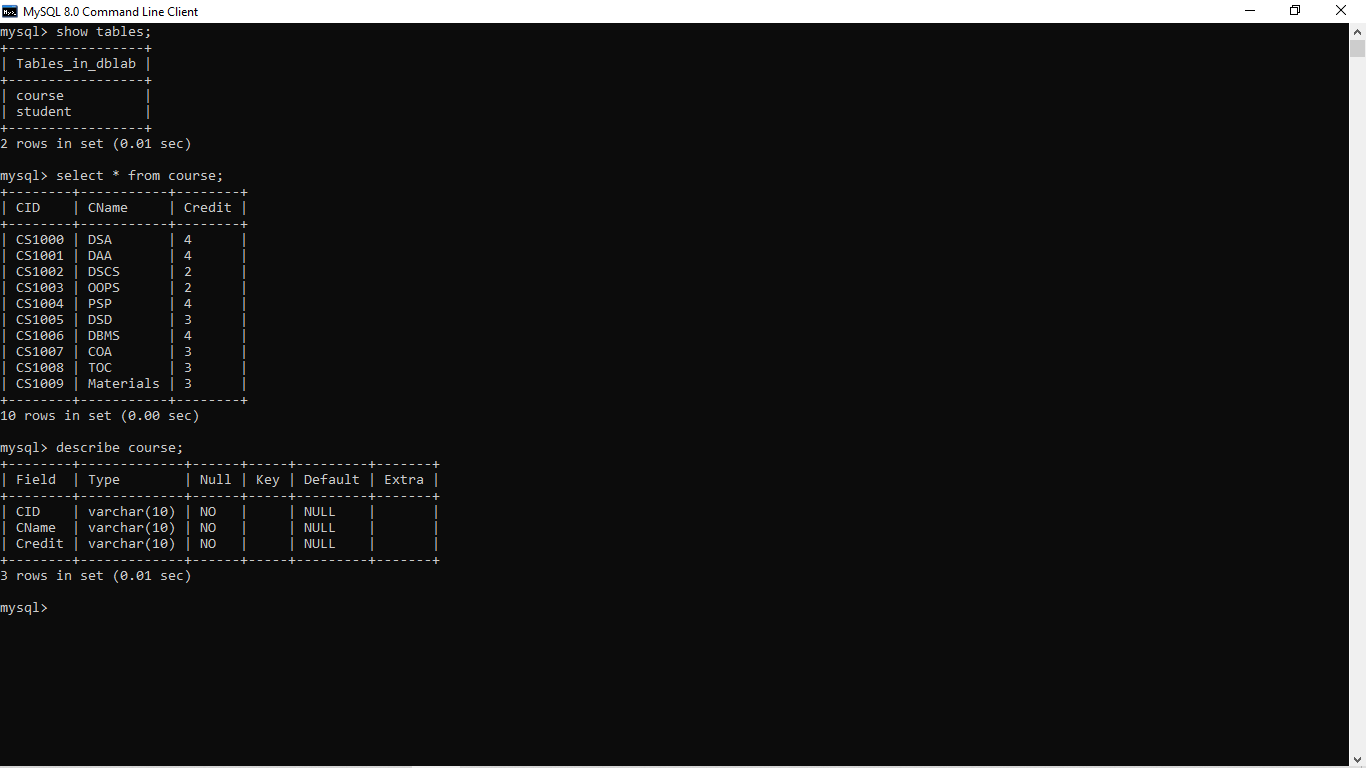 MySQL 8.0 Command Line Client
mysql> show tables;
+-----------------+
| Tables_in_dblab |
+-----------------+
| course          |
| student         |
+-----------------+
2 rows in set (0.01 sec)

mysql> select * from course;
+--------+-----------+--------+
| CID    | CName     | Credit |
+--------+-----------+--------+
| CS1000 | DSA       | 4      |
| CS1001 | DAA       | 4      |
| CS1002 | DSCS      | 2      |
| CS1003 | OOPS      | 2      |
| CS1004 | PSP       | 4      |
| CS1005 | DSD       | 3      |
| CS1006 | DBMS      | 4      |
| CS1007 | COA       | 3      |
| CS1008 | TOC       | 3      |
| CS1009 | Materials | 3      |
+--------+-----------+--------+
10 rows in set (0.00 sec)

mysql> describe course;
+--------+-------------+------+-----+---------+-------+
| Field  | Type        | Null | Key | Default | Extra |
+--------+-------------+------+-----+---------+-------+
| CID    | varchar(10) | NO   |     | NULL    |       |
| CName  | varchar(10) | NO   |     | NULL    |       |
| Credit | varchar(10) | NO   |     | NULL    |       |
+--------+-------------+------+-----+---------+-------+
3 rows in set (0.01 sec)

mysql>